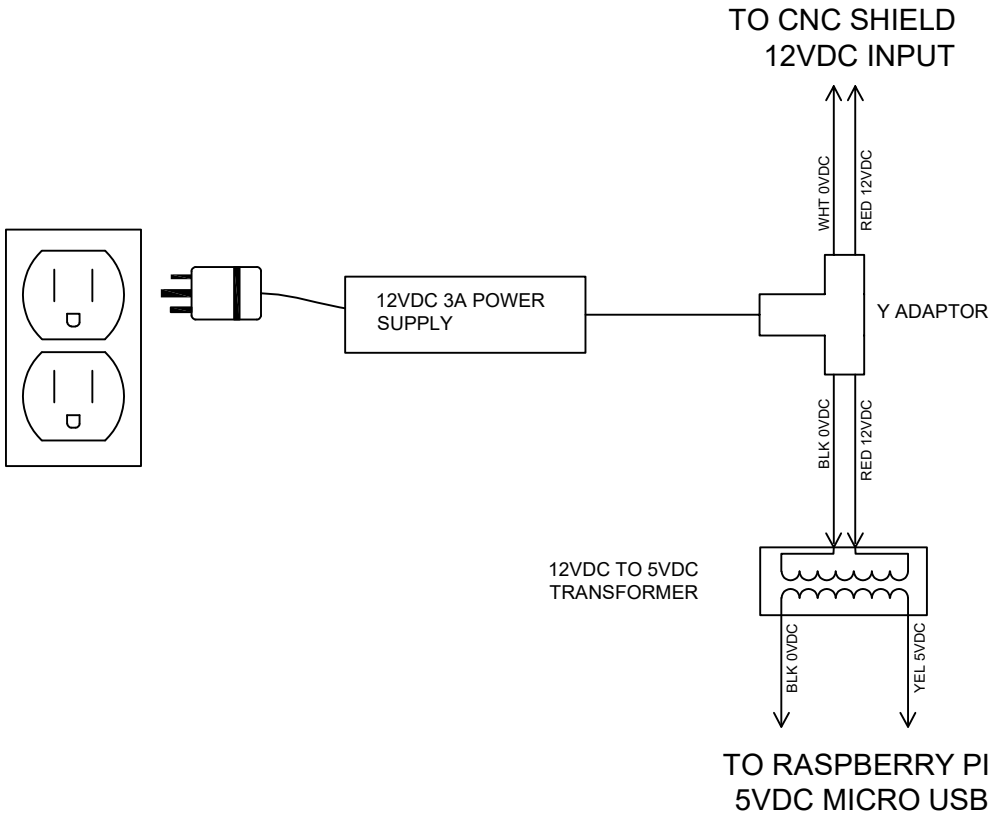 TO CNC SHIELD
12VDC INPUT
WHT 0VDC
RED 12VDC
12VDC 3A POWER
SUPPLY
Y ADAPTOR
BLK 0VDC
RED 12VDC
12VDC TO 5VDC
TRANSFORMER
BLK 0VDC
YEL 5VDC
TO RASPBERRY PI
5VDC MICRO USB